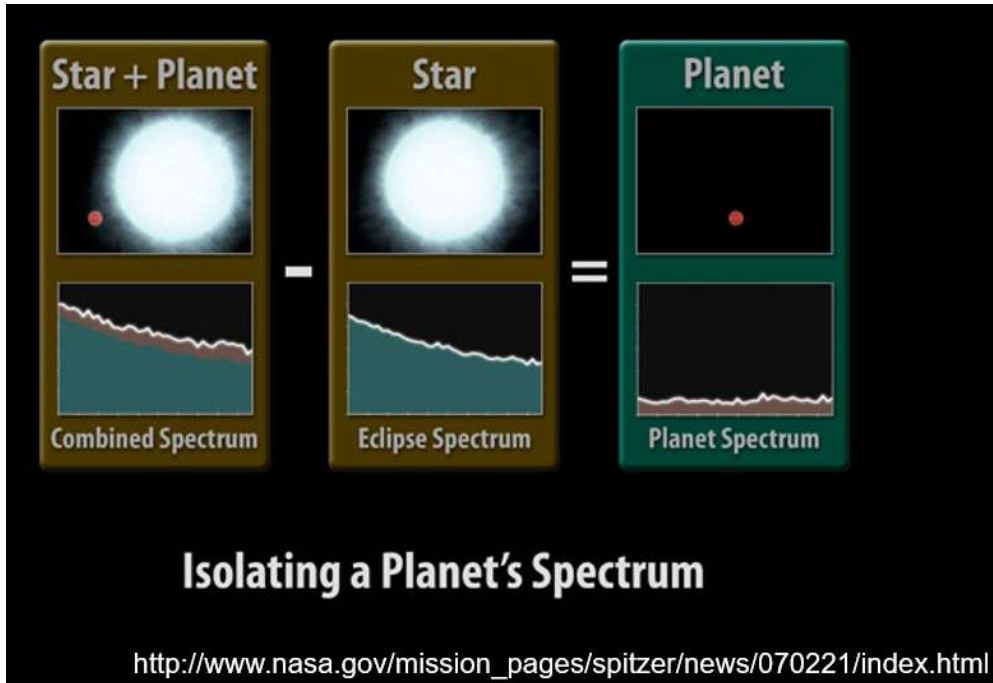 Star + Planet
Star
Planet
-
=
Combined Spectrum
Eclipse Spectrum
Planet Spectrum
Isolating a Planet's Spectrum
http://www.nasa.gov/mission_pages/spitzer/news/070221/index.html